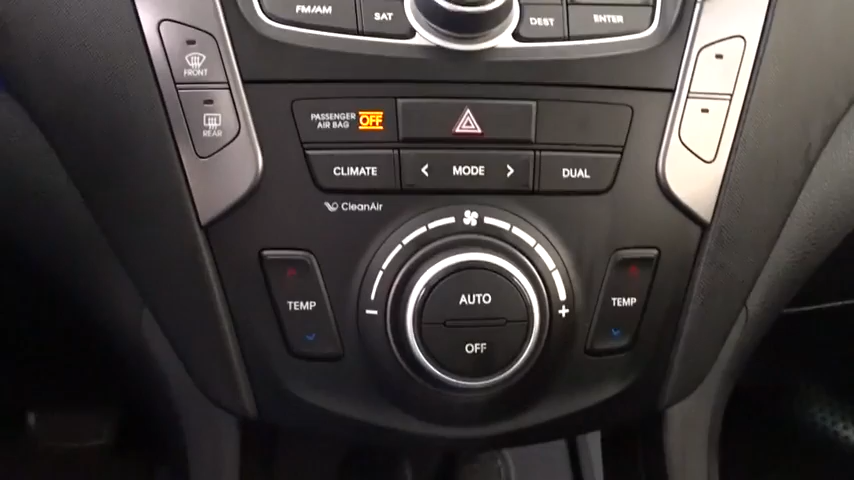 FM/AM
SAT
DEST
ENTER
FRONT
REAR
PASSENGER
AIR BAG
OFF
CLIMATE
< MODE >
DUAL
CleanAir
TEMP
- +
AUTO
OFF
TEMP